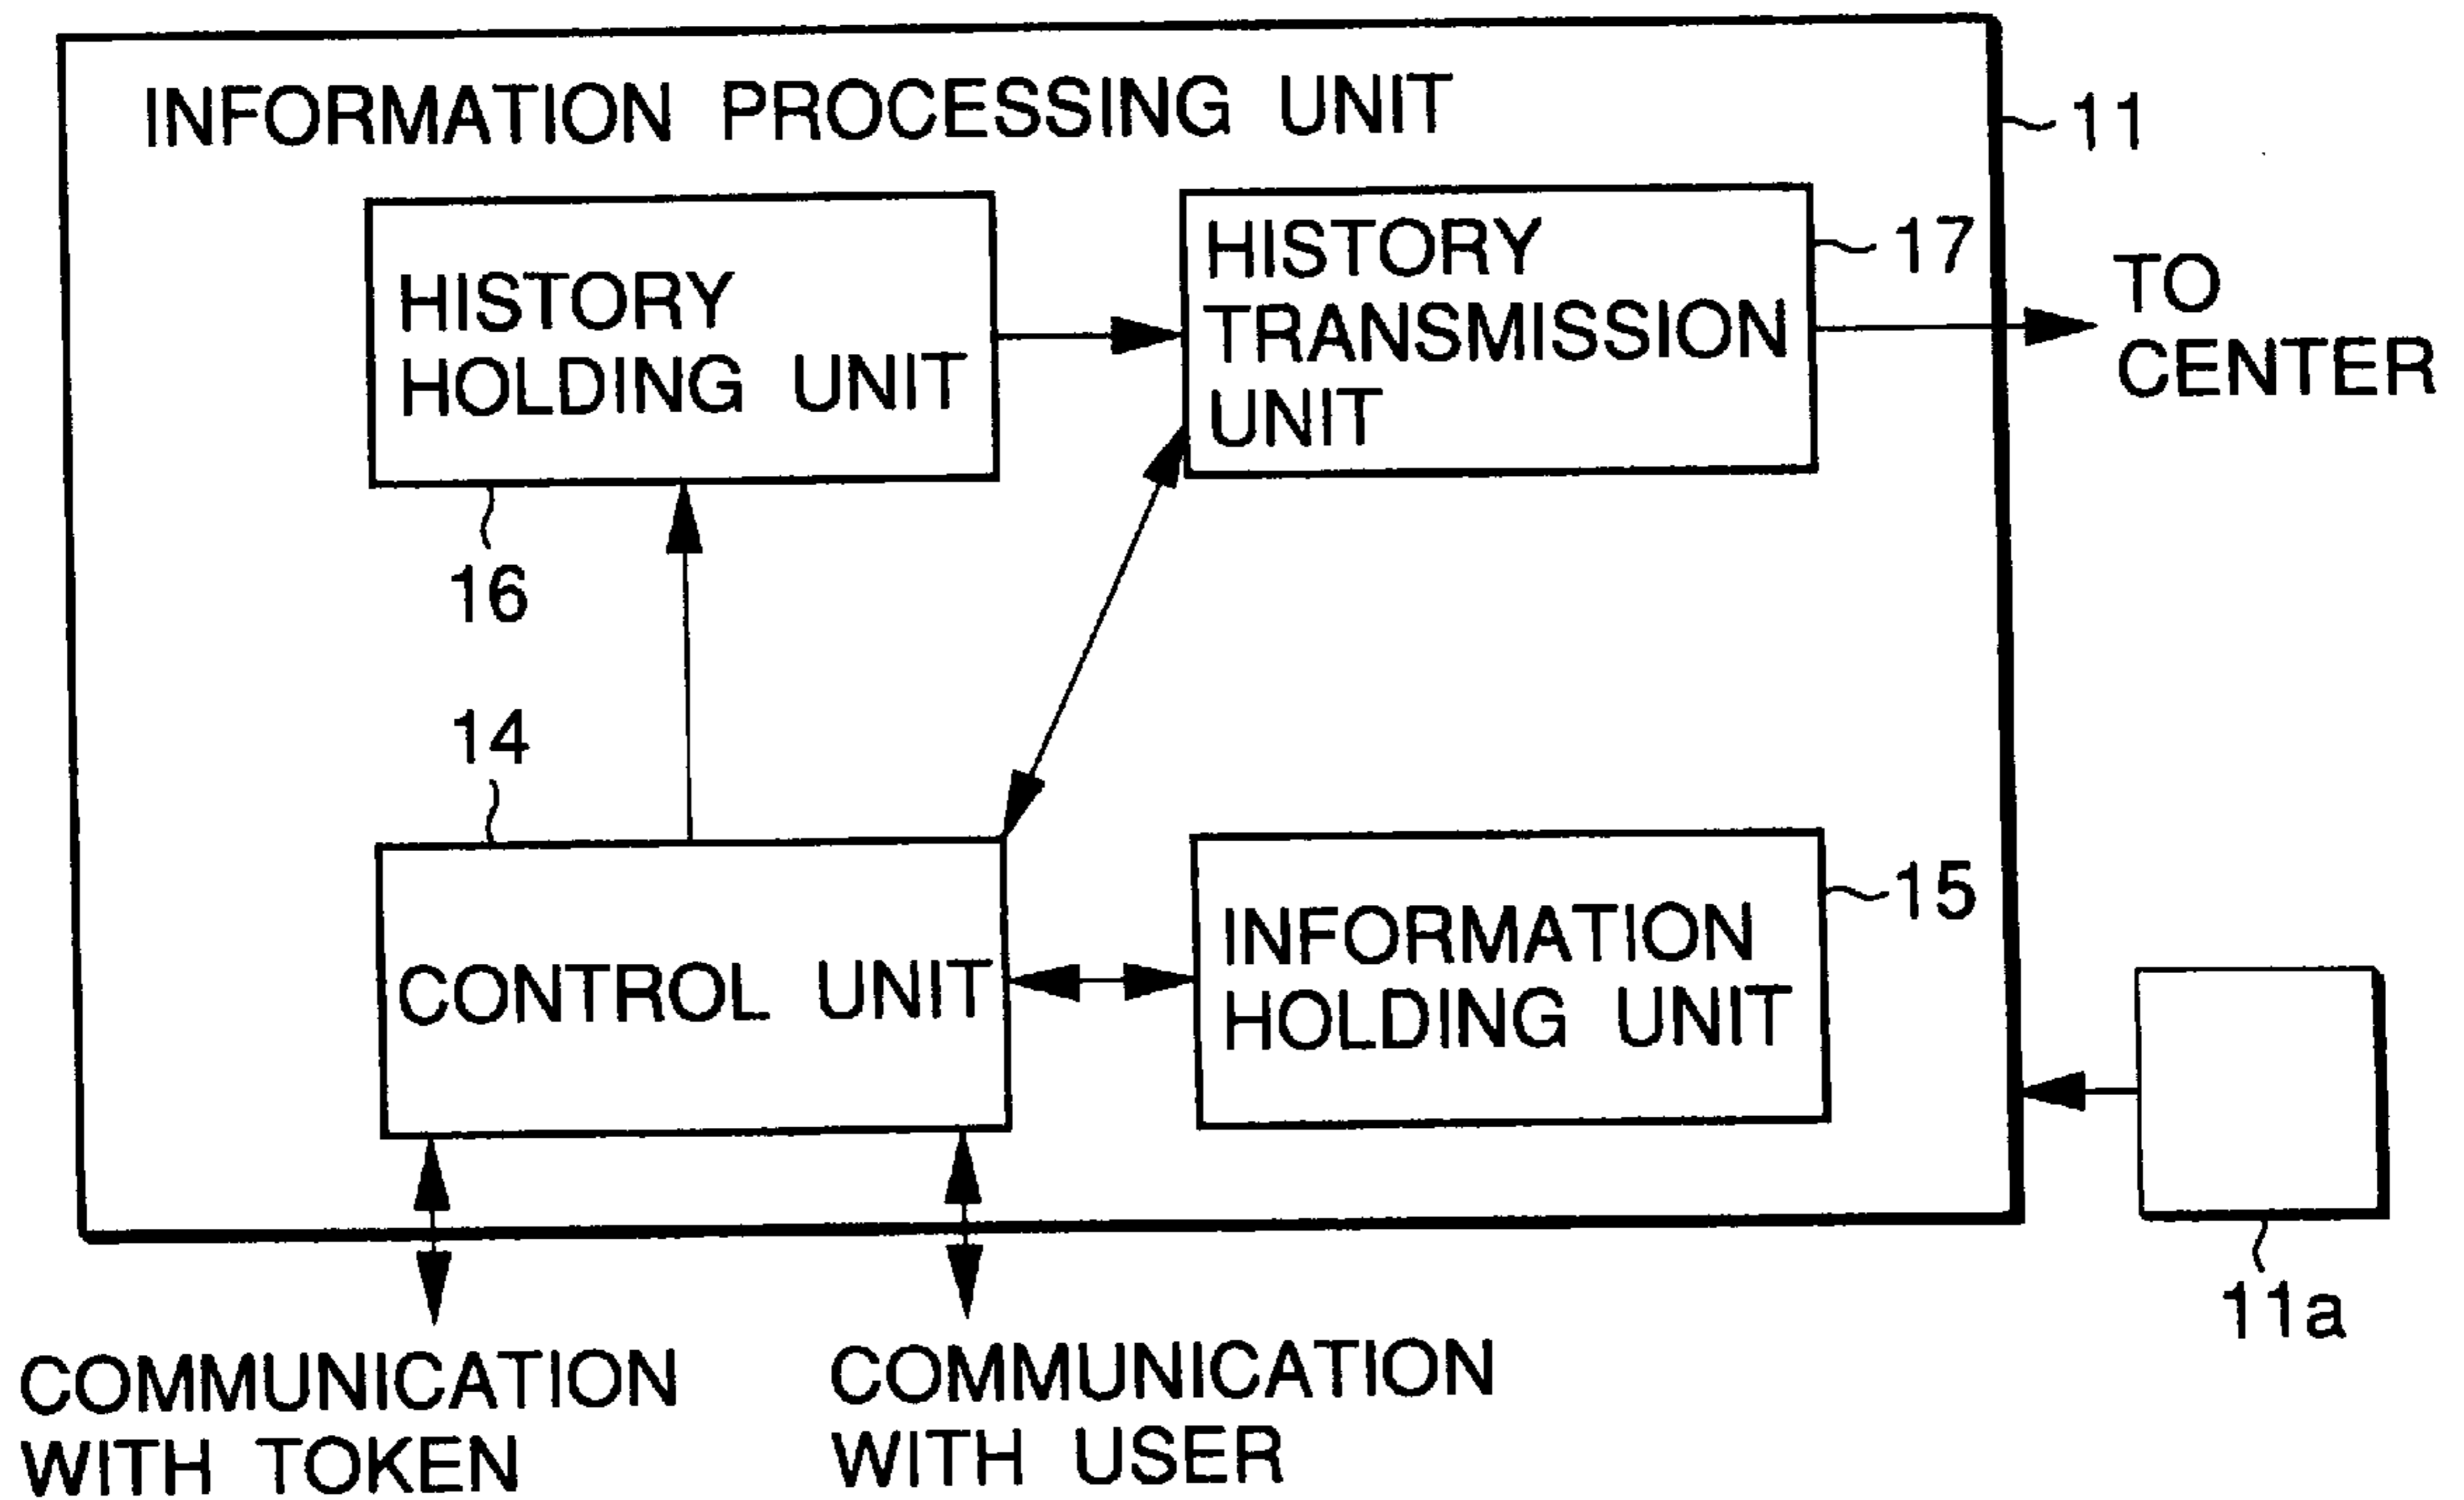 INFORMATION PROCESSING UNIT
11
HISTORY
HOLDING UNIT
16
HISTORY
TRANSMISSION
UNIT
17
TO
CENTER
14
CONTROL UNIT
INFORMATION
HOLDING UNIT
15
11a
COMMUNICATION
WITH TOKEN
COMMUNICATION
WITH USER